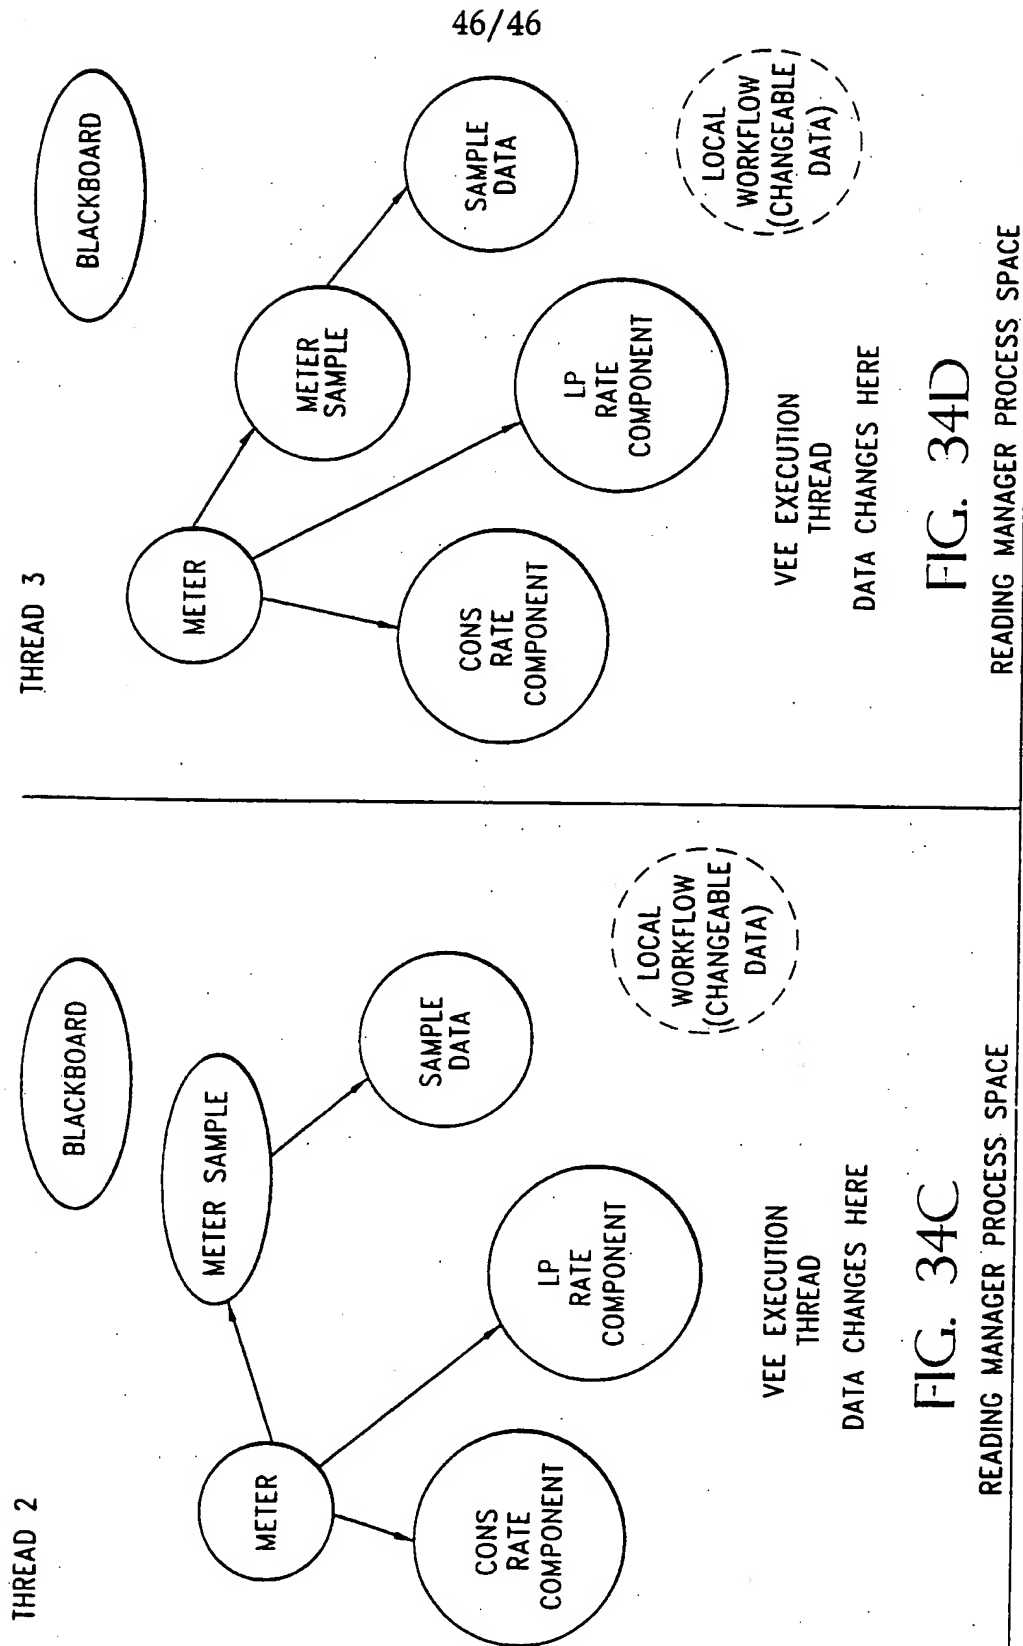 46/46
THREAD 2
BLACKBOARD
METER SAMPLE
METER
SAMPLE
DATA
CONS
RATE
COMPONENT
LP
RATE
COMPONENT
LOCAL
WORKFLOW
(CHANGEABLE
DATA)
VEE EXECUTION
THREAD
DATA CHANGES HERE
FIG. 34C
READING MANAGER PROCESS SPACE
THREAD 3
BLACKBOARD
METER
METER
SAMPLE
SAMPLE
DATA
CONS
RATE
COMPONENT
LP
RATE
COMPONENT
LOCAL
WORKFLOW
(CHANGEABLE
DATA)
VEE EXECUTION
THREAD
DATA CHANGES HERE
FIG. 34D
READING MANAGER PROCESS SPACE